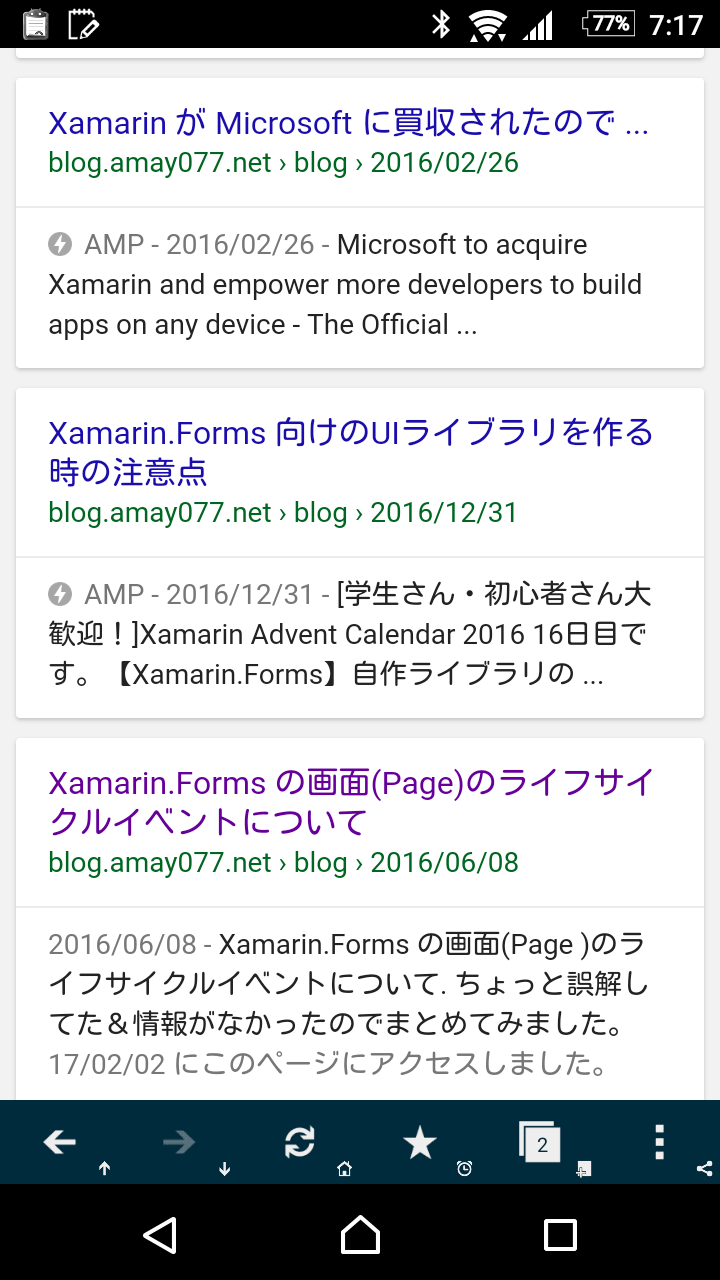 77% 7:17
Xamarin が Microsoft に買収されたので ...
blog.amay077.net › blog › 2016/02/26
AMP - 2016/02/26 - Microsoft to acquire
Xamarin and empower more developers to build
apps on any device - The Official ...
Xamarin.Forms 向けのUIライブラリを作る
時の注意点
blog.amay077.net › blog › 2016/12/31
AMP - 2016/12/31 - [学生さん・初心者さん大
歓迎！]Xamarin Advent Calendar 2016 16日目で
す。【Xamarin.Forms】自作ライブラリの ...
Xamarin.Forms の画面(Page)のライフサイ
クルイベントについて
blog.amay077.net › blog › 2016/06/08
2016/06/08 - Xamarin.Forms の画面(Page )のラ
イフサイクルイベントについて. ちょっと誤解し
てた＆情報がなかったのでまとめてみました。
17/02/02 にこのページにアクセスしました。
2